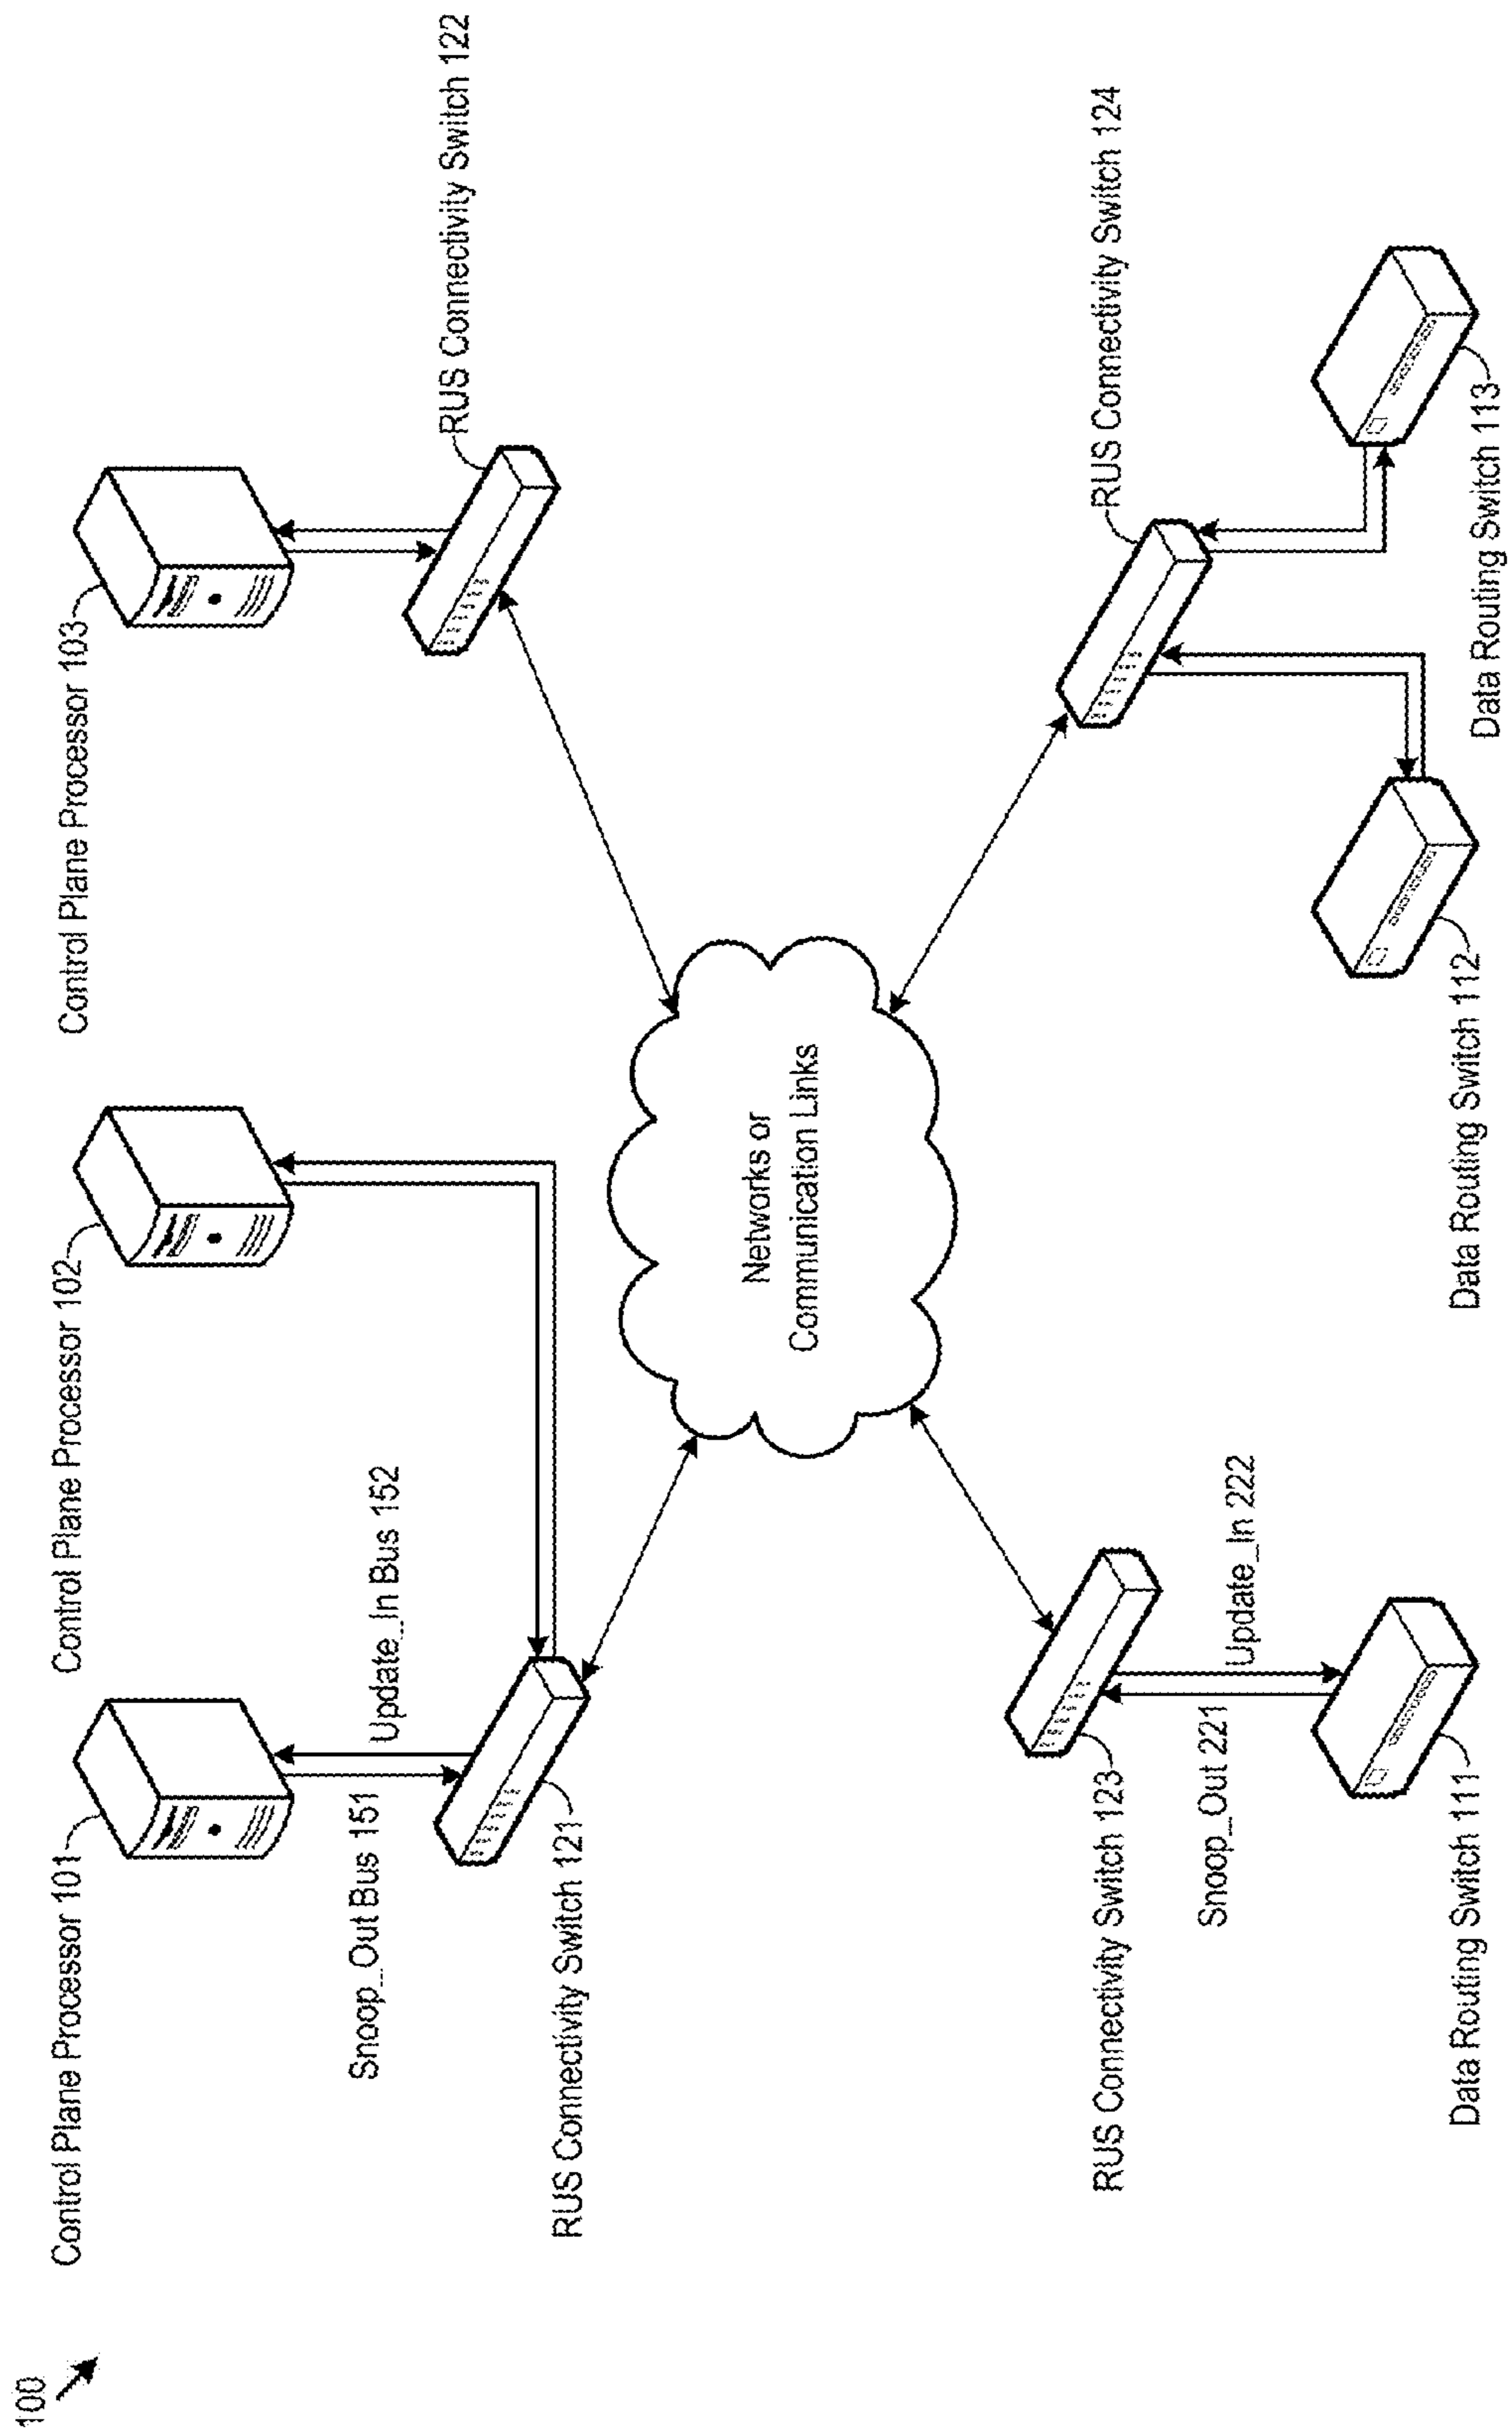 100
Control Plane Processor 101
Control Plane Processor 102
Control Plane Processor 103
Snoop_Out Bus 151
Update_In Bus 152
RUS Connectivity Switch 121
RUS Connectivity Switch 122
Networks or
Communication Links
RUS Connectivity Switch 123
RUS Connectivity Switch 124
Snoop_Out 221
Update_In 222
Data Routing Switch 111
Data Routing Switch 112
Data Routing Switch 113